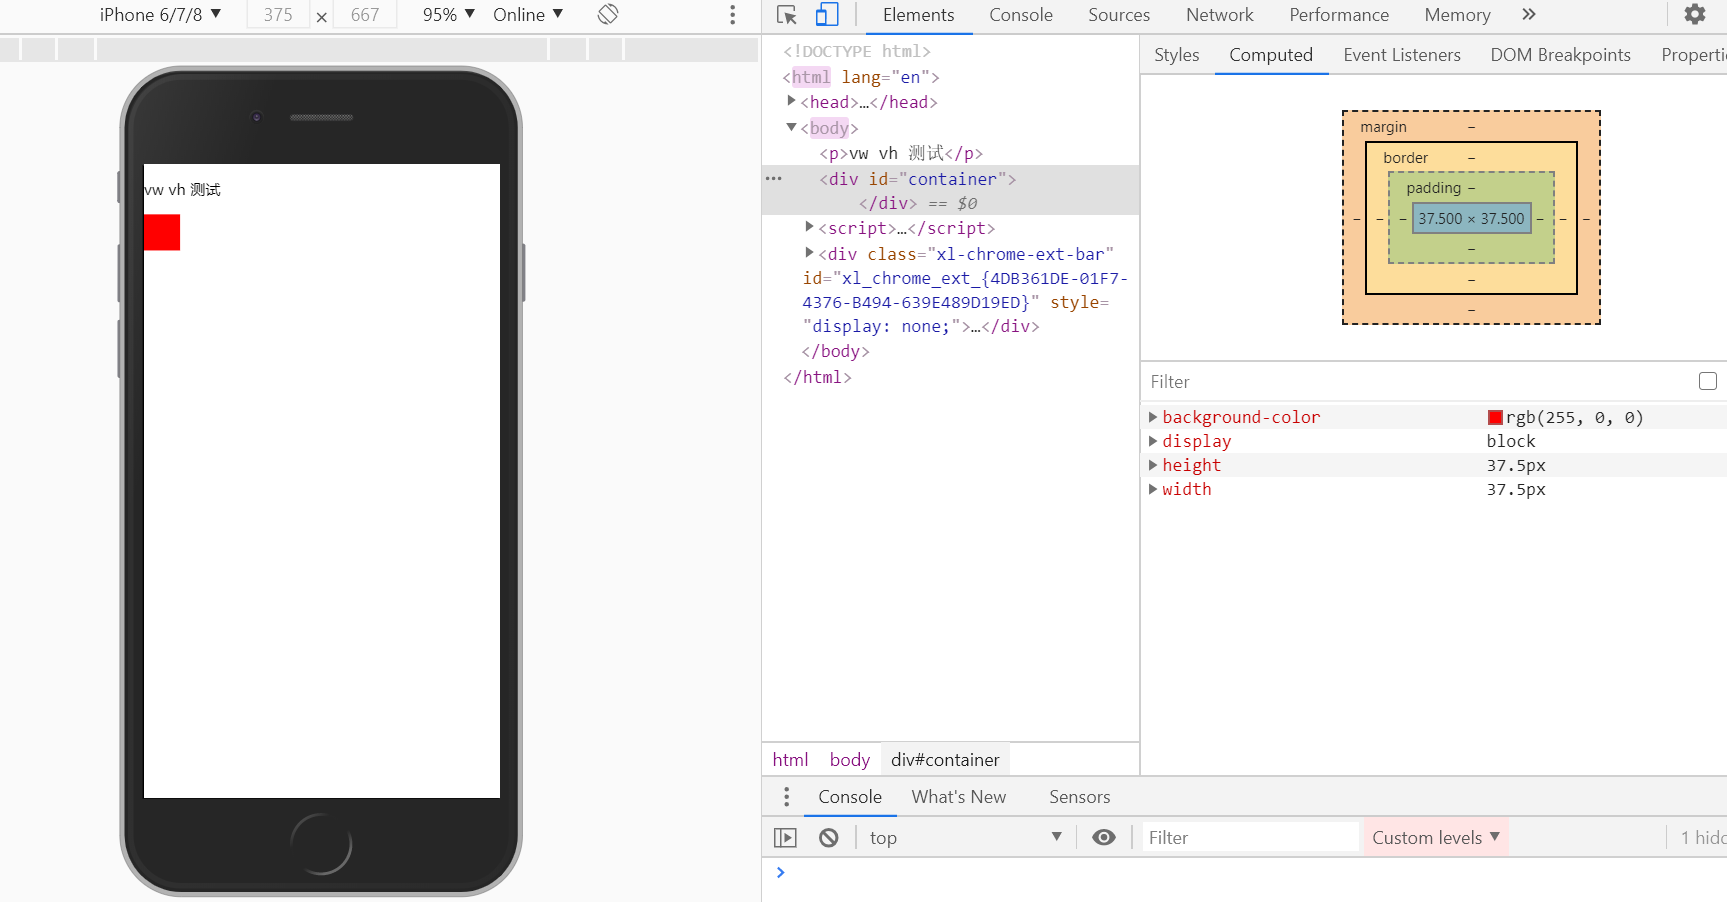 iPhone 6/7/8 ▼ 375 × 667 95% ▼ Online ▼
vw vh 测试
Elements Console Sources Network Performance Memory »
<!DOCTYPE html>
<html lang="en">
<head>…</head>
<body>
<p>vw vh 测试</p>
<div id="container">
</div> == $0
<script>…</script>
<div class="xl-chrome-ext-bar"
id="xl_chrome_ext_{4DB361DE-01F7-
4376-B494-639E489D19ED}" style=
"display: none;">…</div>
</body>
</html>
html body div#container
Styles Computed Event Listeners DOM Breakpoints Properti
margin –
border –
padding –
– – – 37.500 × 37.500 – – –
–
–
–
Filter
background-color rgb(255, 0, 0)
display block
height 37.5px
width 37.5px
Console What's New Sensors
top ▼ Filter Custom levels ▼ 1 hidd
>